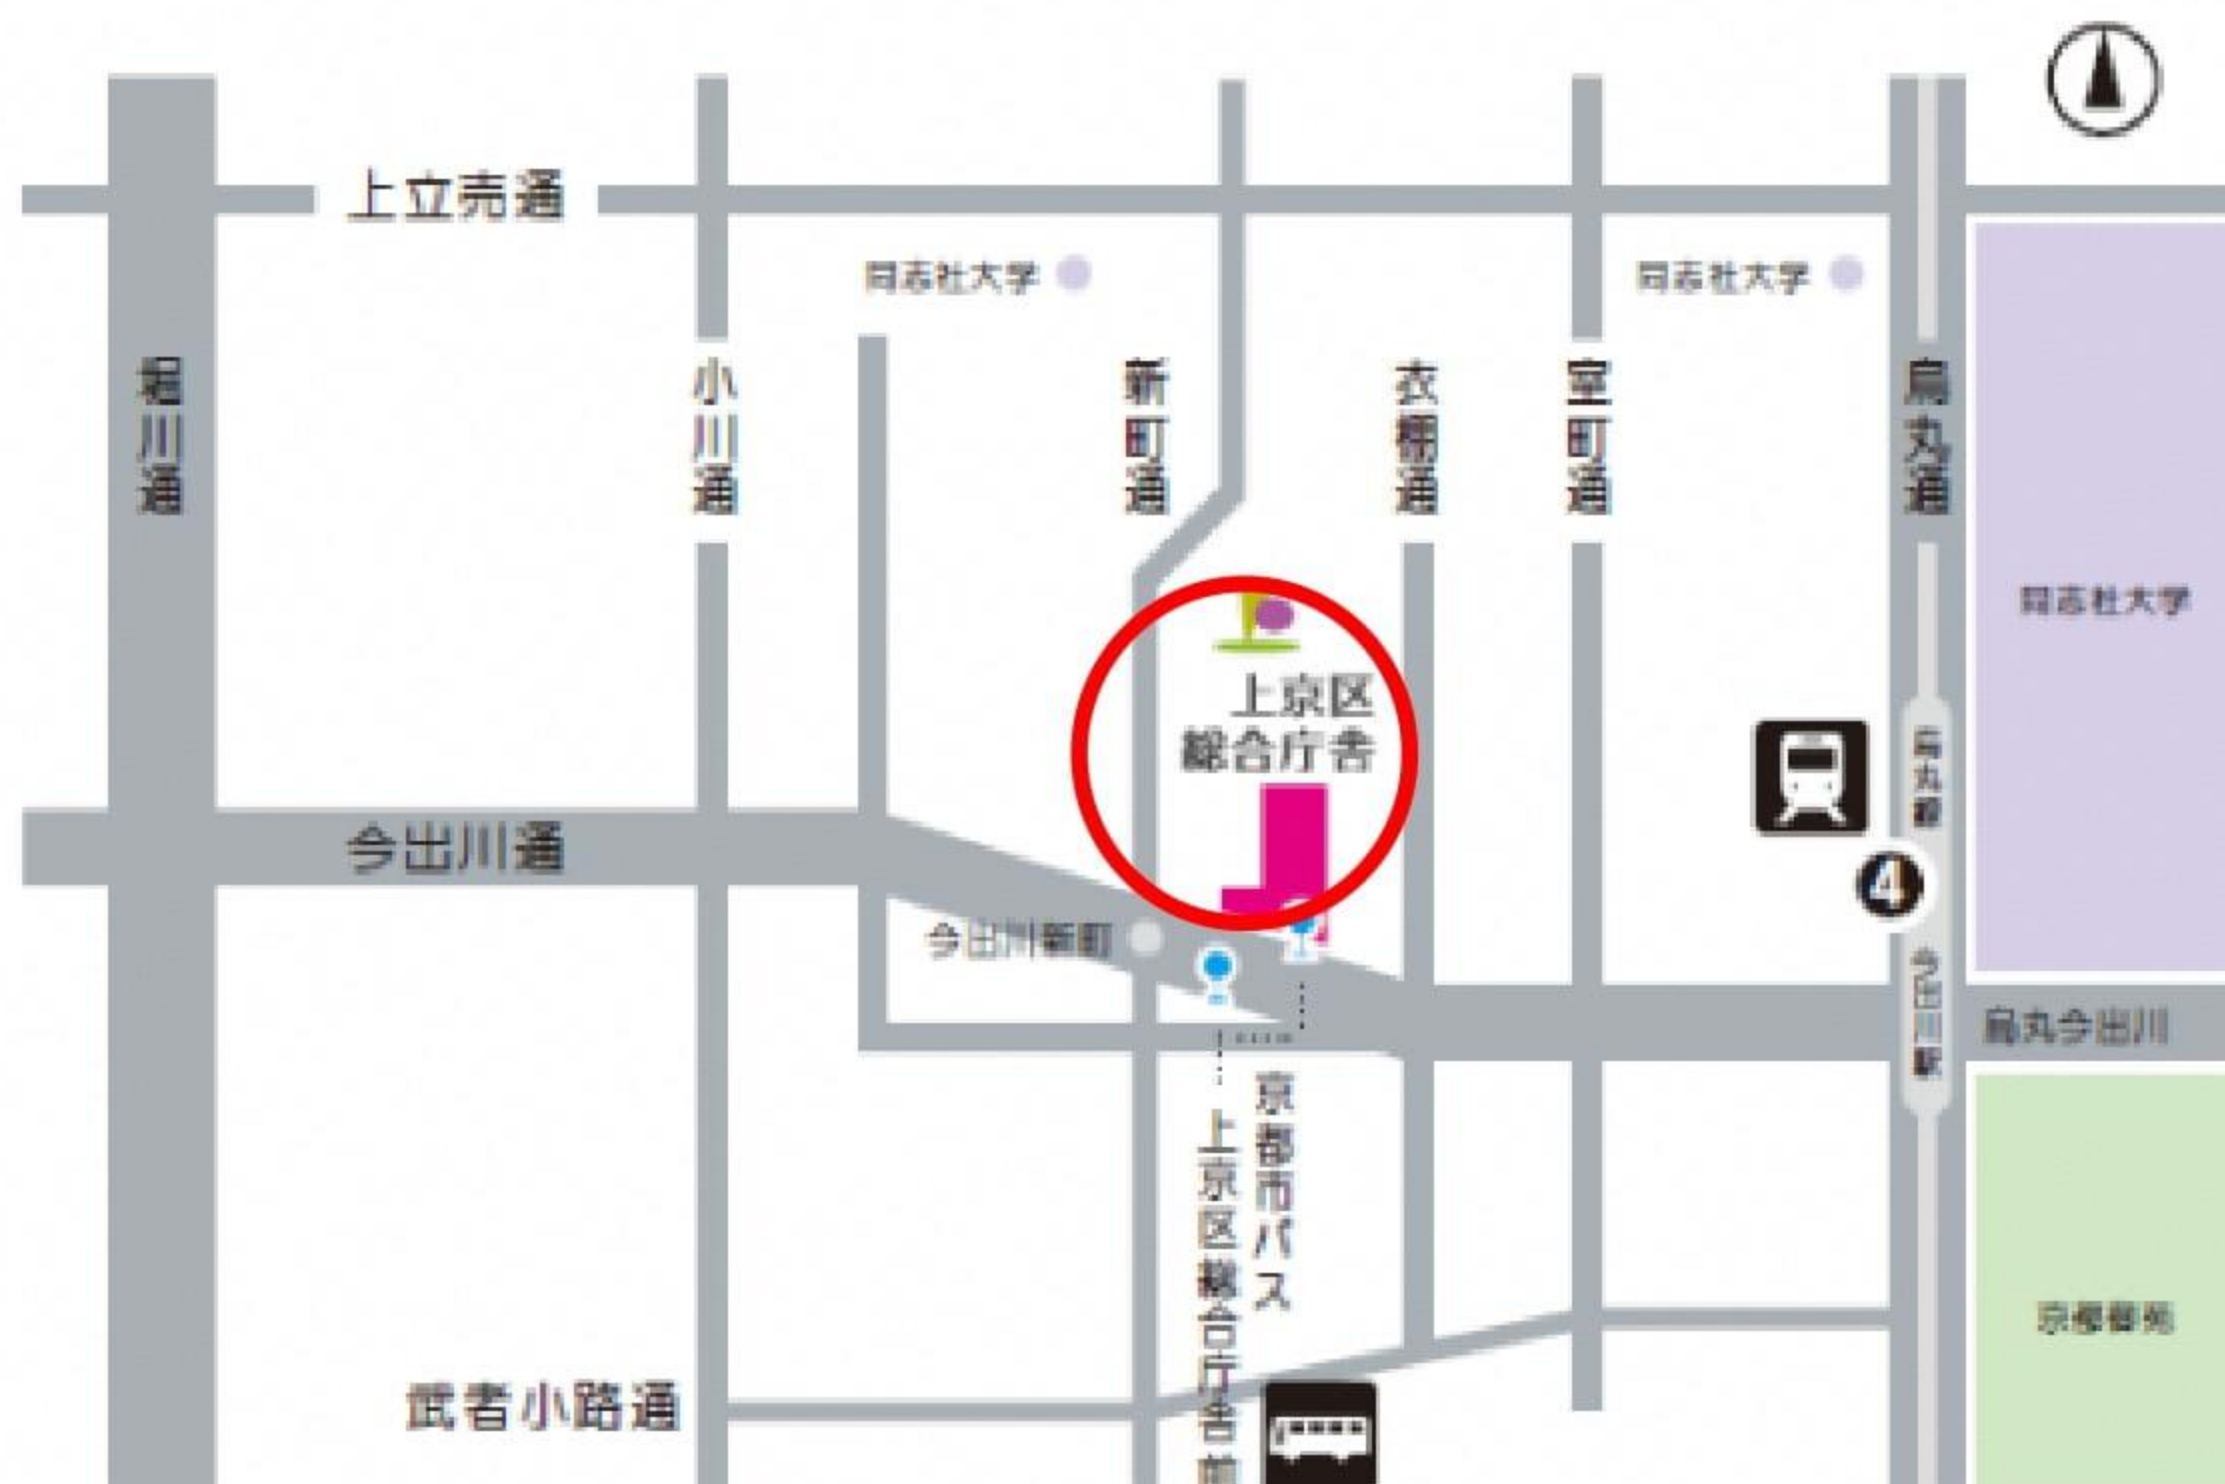 上立売通
同志社大学
同志社大学
堀川通
小川通
新町通
衣棚通
室町通
烏丸通
同志社大学
上京区
総合庁舎
烏丸線
4
今出川通
今出川新町
今出川駅
烏丸今出川
京都市バス
上京区総合庁舎前
京都御苑
武者小路通